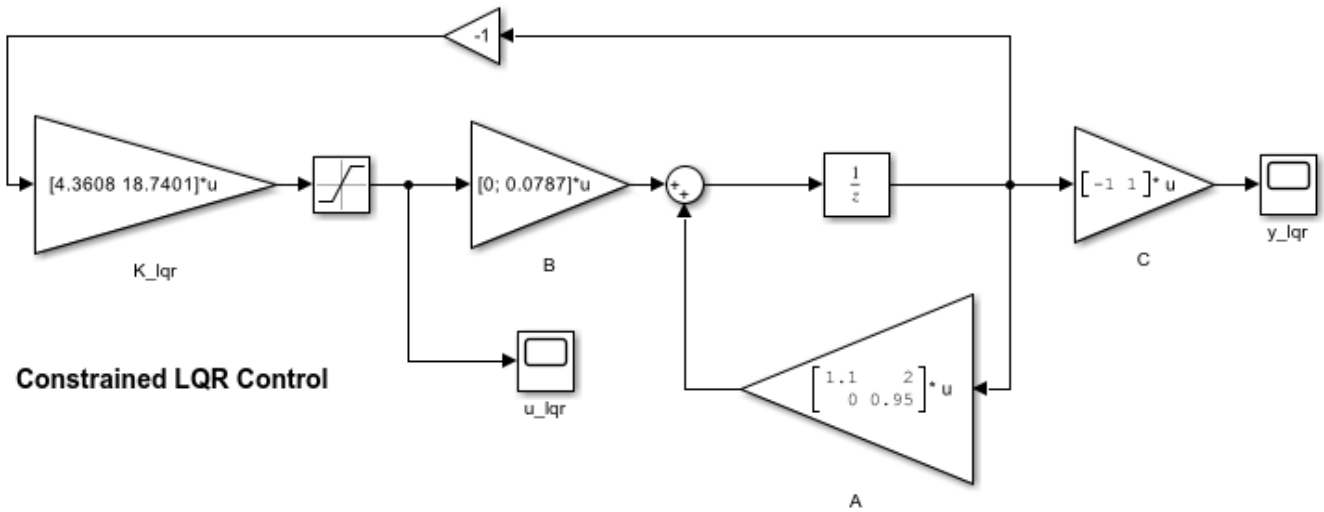 -1
[4.3608 18.7401]*u
K_lqr
[0; 0.0787]*u
B
+
+
1
z
[-1 1]* u
C
y_lqr
u_lqr
[1.1 2
0 0.95]* u
A
Constrained LQR Control